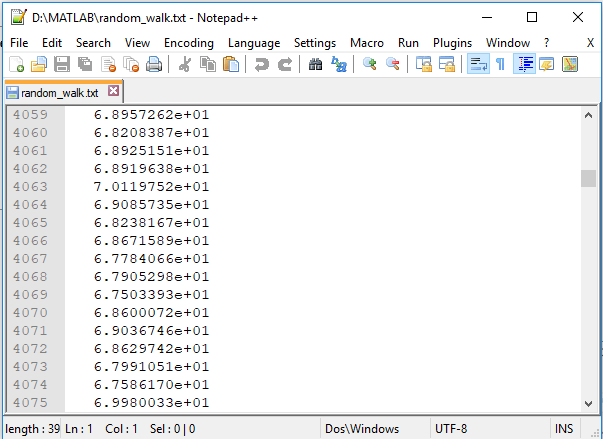 D:\MATLAB\random_walk.txt - Notepad++
File Edit Search View Encoding Language Settings Macro Run Plugins Window ? X
random_walk.txt
4059 6.8957262e+01
4060 6.8208387e+01
4061 6.8925151e+01
4062 6.8919638e+01
4063 7.0119752e+01
4064 6.9085735e+01
4065 6.8238167e+01
4066 6.8671589e+01
4067 6.7784066e+01
4068 6.7905298e+01
4069 6.7503393e+01
4070 6.8600072e+01
4071 6.9036746e+01
4072 6.8629742e+01
4073 6.7991051e+01
4074 6.7586170e+01
4075 6.9980033e+01
length : 39 Ln : 1 Col : 1 Sel : 0 | 0 Dos\Windows UTF-8 INS